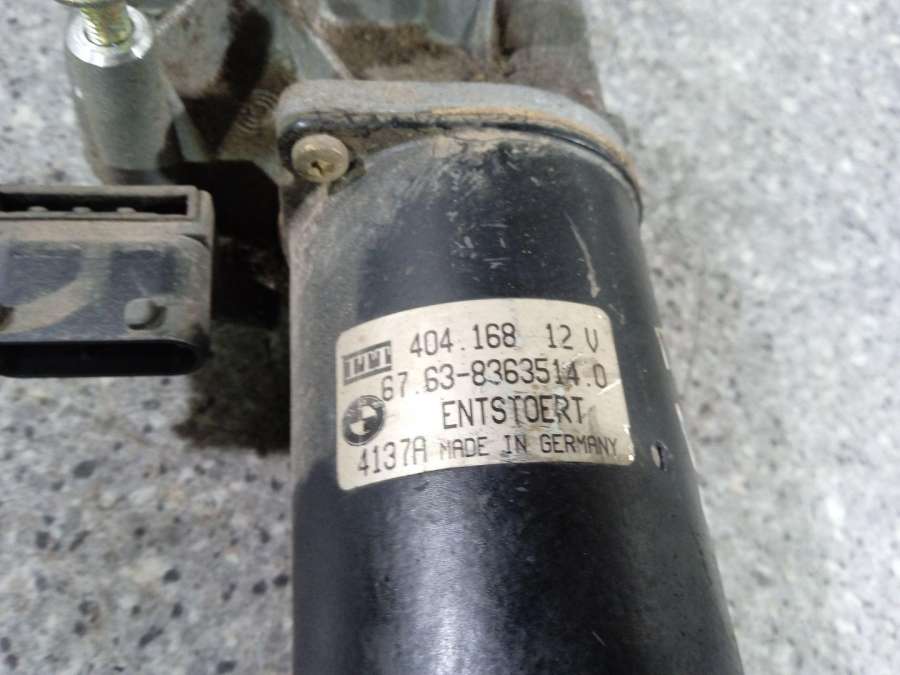 404.168 12 V.
67.63-8363514.0
ENTSTOERT
4137A MADE IN GERMANY